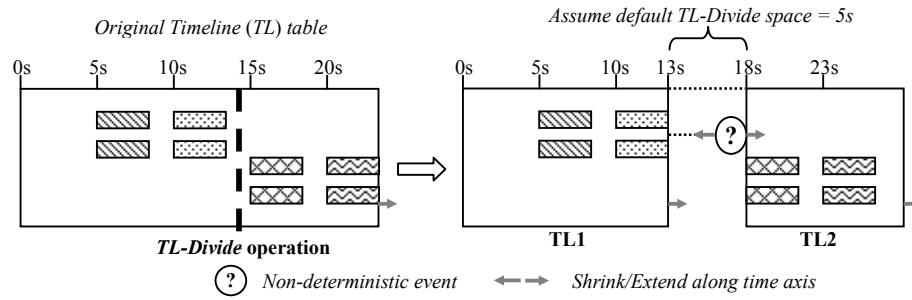 Assume default TL-Divide space = 5s
Original Timeline (TL) table
0s 5s 10s 15s 20s 0s 5s 10s 13s 18s 23s
?
TL-Divide operation TL1 TL2
? Non-deterministic event Shrink/Extend along time axis